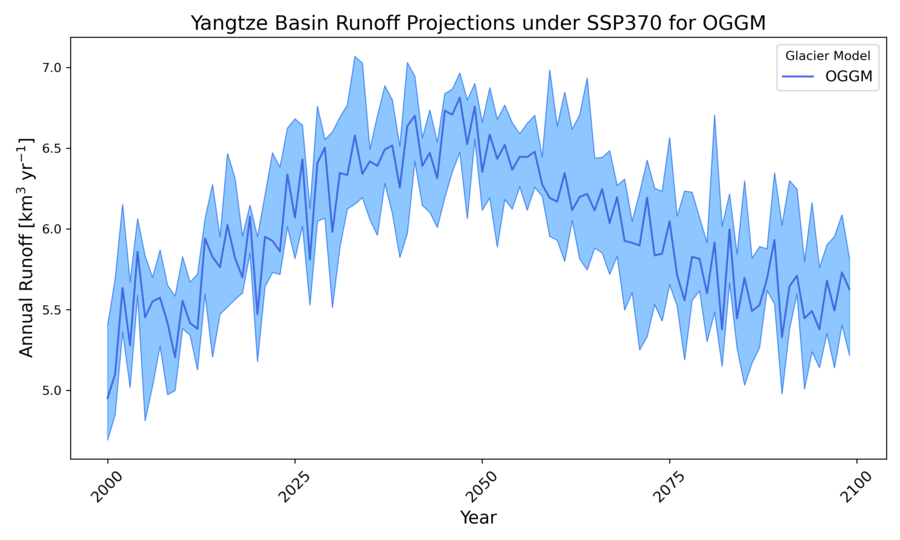 Yangtze Basin Runoff Projections under SSP370 for OGGM
Glacier Model
OGGM
Annual Runoff [km³ yr⁻¹]
7.0
6.5
6.0
5.5
5.0
2000
2025
2050
2075
2100
Year